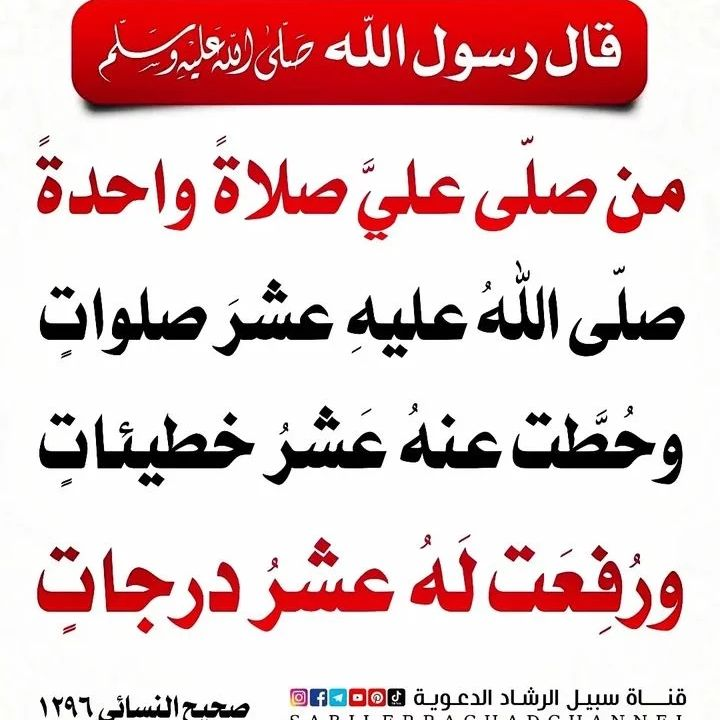 قال رسول الله صلى الله عليه وسلم
من صلّى عليَّ صلاةً واحدةً
صلّى اللهُ عليهِ عشرَ صلواتٍ
وحُطَّت عنهُ عَشرُ خطيئاتٍ
ورُفِعَت لَهُ عشرُ درجاتٍ
قناة سبيل الرشاد الدعوية
صحيح النسائي ١٢٩٦